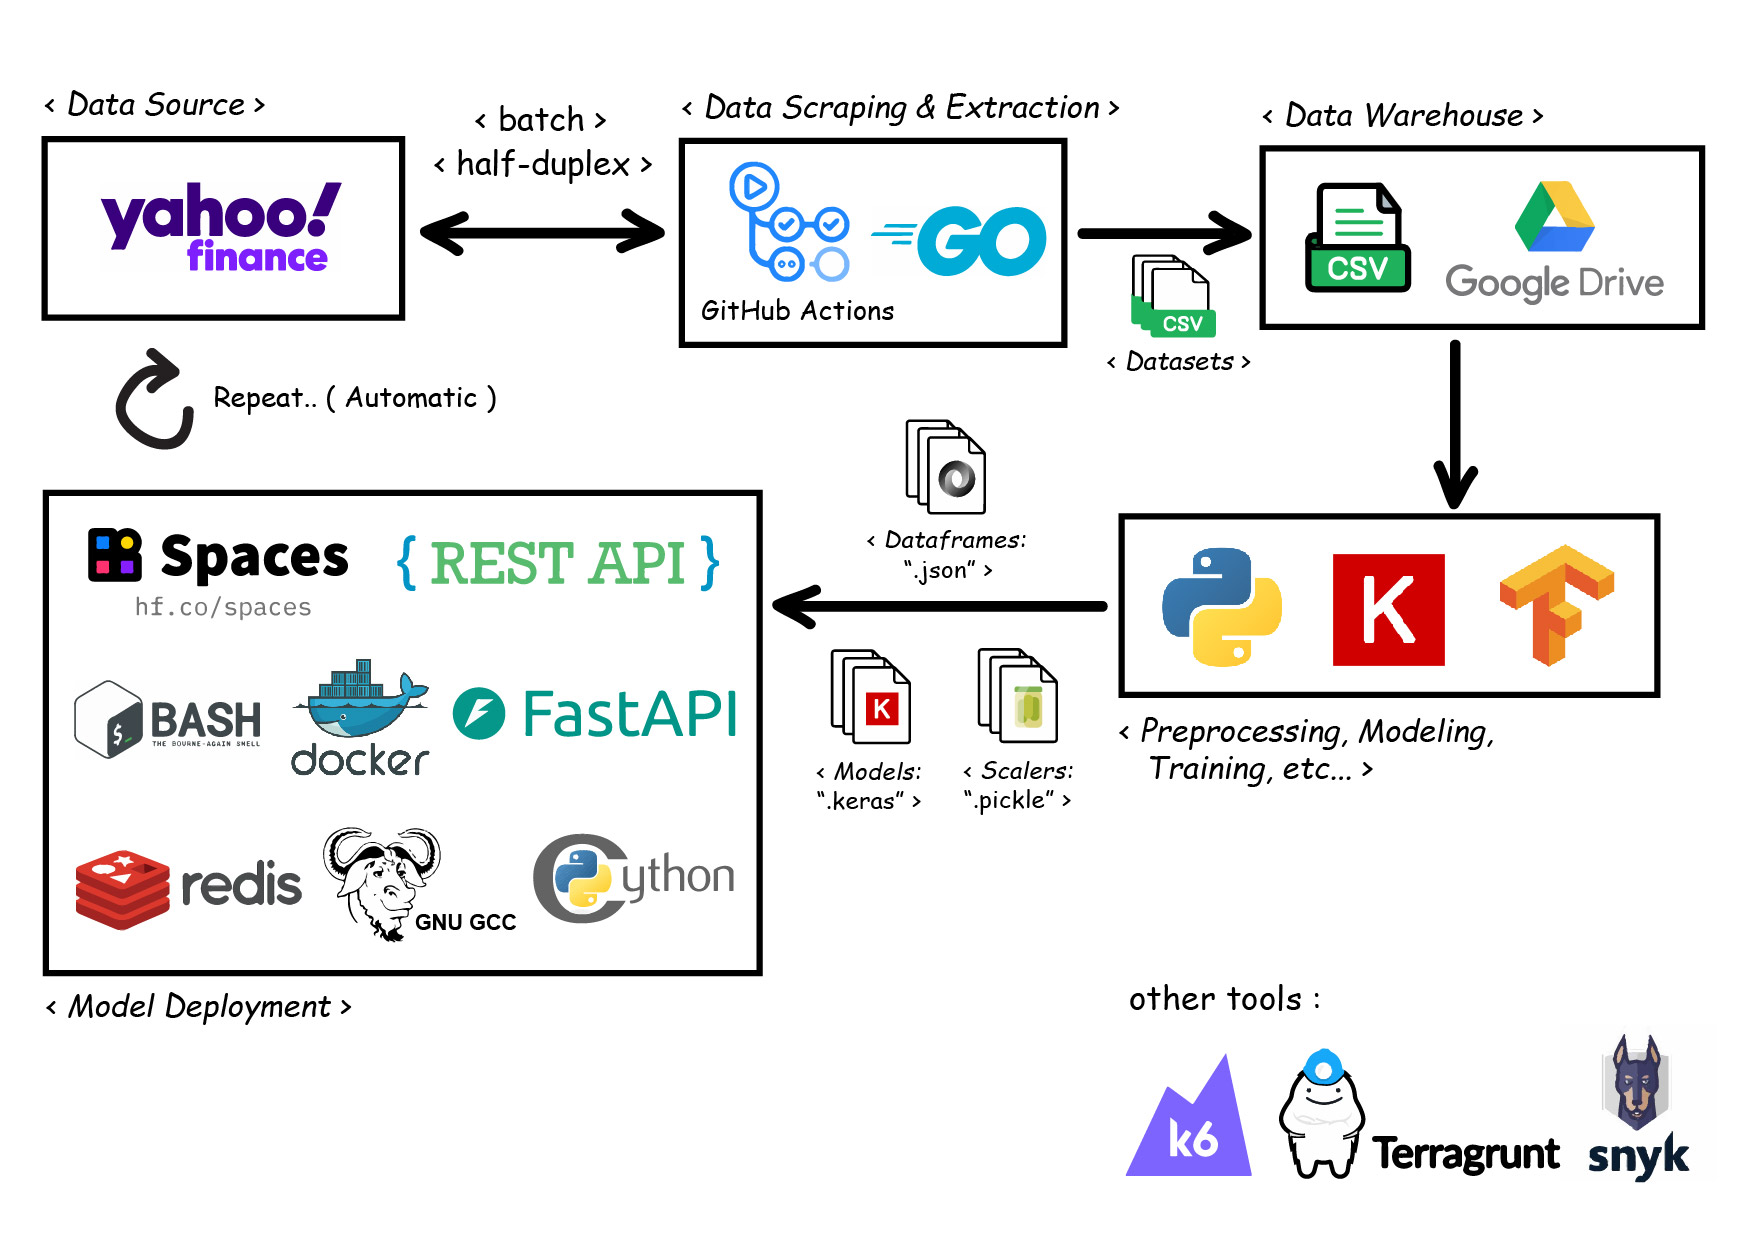 < Data Source >
yahoo!
finance
< batch >
< half-duplex >
< Data Scraping & Extraction >
GitHub Actions
GO
< Data Warehouse >
CSV
Google Drive
CSV
< Datasets >
Repeat.. ( Automatic )
< Dataframes:
“.json” >
K
< Models:
“.keras” >
< Scalers:
“.pickle” >
K
< Preprocessing, Modeling,
Training, etc... >
Spaces
hf.co/spaces
{ REST API }
$_
BASH
THE BOURNE-AGAIN SHELL
docker
FastAPI
redis
GNU GCC
Cython
< Model Deployment >
other tools :
k6
Terragrunt
snyk